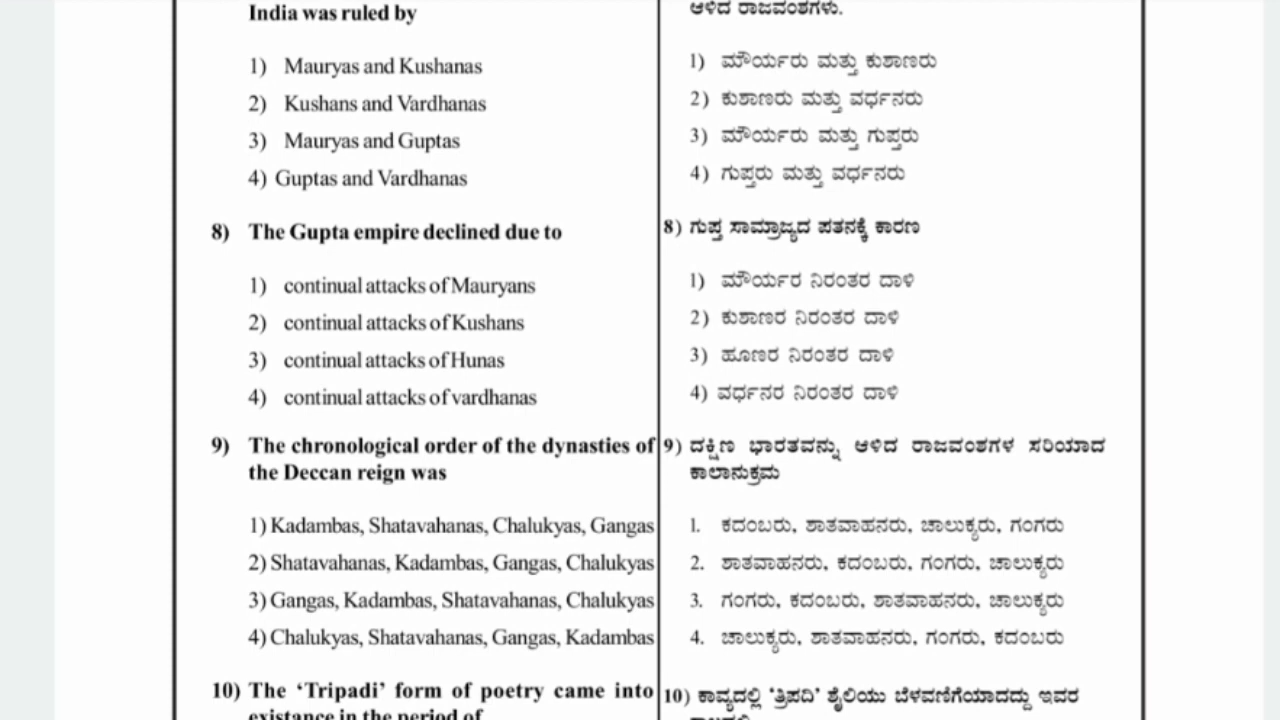 India was ruled by
1) Mauryas and Kushanas
2) Kushans and Vardhanas
3) Mauryas and Guptas
4) Guptas and Vardhanas
8) The Gupta empire declined due to
1) continual attacks of Mauryans
2) continual attacks of Kushans
3) continual attacks of Hunas
4) continual attacks of vardhanas
9) The chronological order of the dynasties of
the Deccan reign was
1) Kadambas, Shatavahanas, Chalukyas, Gangas
2) Shatavahanas, Kadambas, Gangas, Chalukyas
3) Gangas, Kadambas, Shatavahanas, Chalukyas
4) Chalukyas, Shatavahanas, Gangas, Kadambas
10) The ‘Tripadi’ form of poetry came into
existance in the period of
ಆಳಿದ ರಾಜವಂಶಗಳು.
1) ಮೌರ್ಯರು ಮತ್ತು ಕುಶಾಣರು
2) ಕುಶಾಣರು ಮತ್ತು ವರ್ಧನರು
3) ಮೌರ್ಯರು ಮತ್ತು ಗುಪ್ತರು
4) ಗುಪ್ತರು ಮತ್ತು ವರ್ಧನರು
8) ಗುಪ್ತ ಸಾಮ್ರಾಜ್ಯದ ಪತನಕ್ಕೆ ಕಾರಣ
1) ಮೌರ್ಯರ ನಿರಂತರ ದಾಳಿ
2) ಕುಶಾಣರ ನಿರಂತರ ದಾಳಿ
3) ಹೂಣರ ನಿರಂತರ ದಾಳಿ
4) ವರ್ಧನರ ನಿರಂತರ ದಾಳಿ
9) ದಕ್ಷಿಣ ಭಾರತವನ್ನು ಆಳಿದ ರಾಜವಂಶಗಳ ಸರಿಯಾದ
ಕಾಲಾನುಕ್ರಮ
1. ಕದಂಬರು, ಶಾತವಾಹನರು, ಚಾಲುಕ್ಯರು, ಗಂಗರು
2. ಶಾತವಾಹನರು, ಕದಂಬರು, ಗಂಗರು, ಚಾಲುಕ್ಯರು
3. ಗಂಗರು, ಕದಂಬರು, ಶಾತವಾಹನರು, ಚಾಲುಕ್ಯರು
4. ಚಾಲುಕ್ಯರು, ಶಾತವಾಹನರು, ಗಂಗರು, ಕದಂಬರು
10) ಕಾವ್ಯದಲ್ಲಿ ‘ತ್ರಿಪದಿ’ ಶೈಲಿಯು ಬೆಳವಣಿಗೆಯಾದದ್ದು ಇವರ